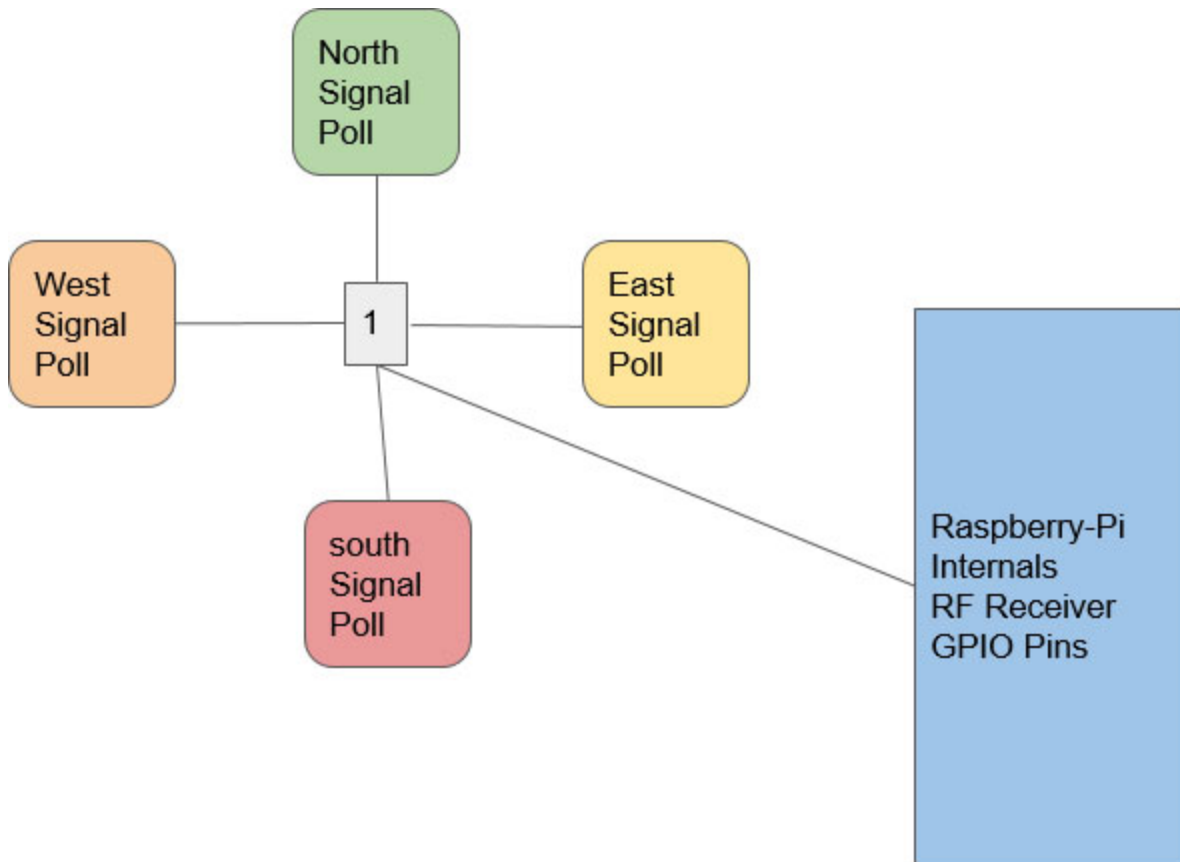 North
Signal
Poll
West
Signal
Poll
1
East
Signal
Poll
south
Signal
Poll
Raspberry-Pi
Internals
RF Receiver
GPIO Pins